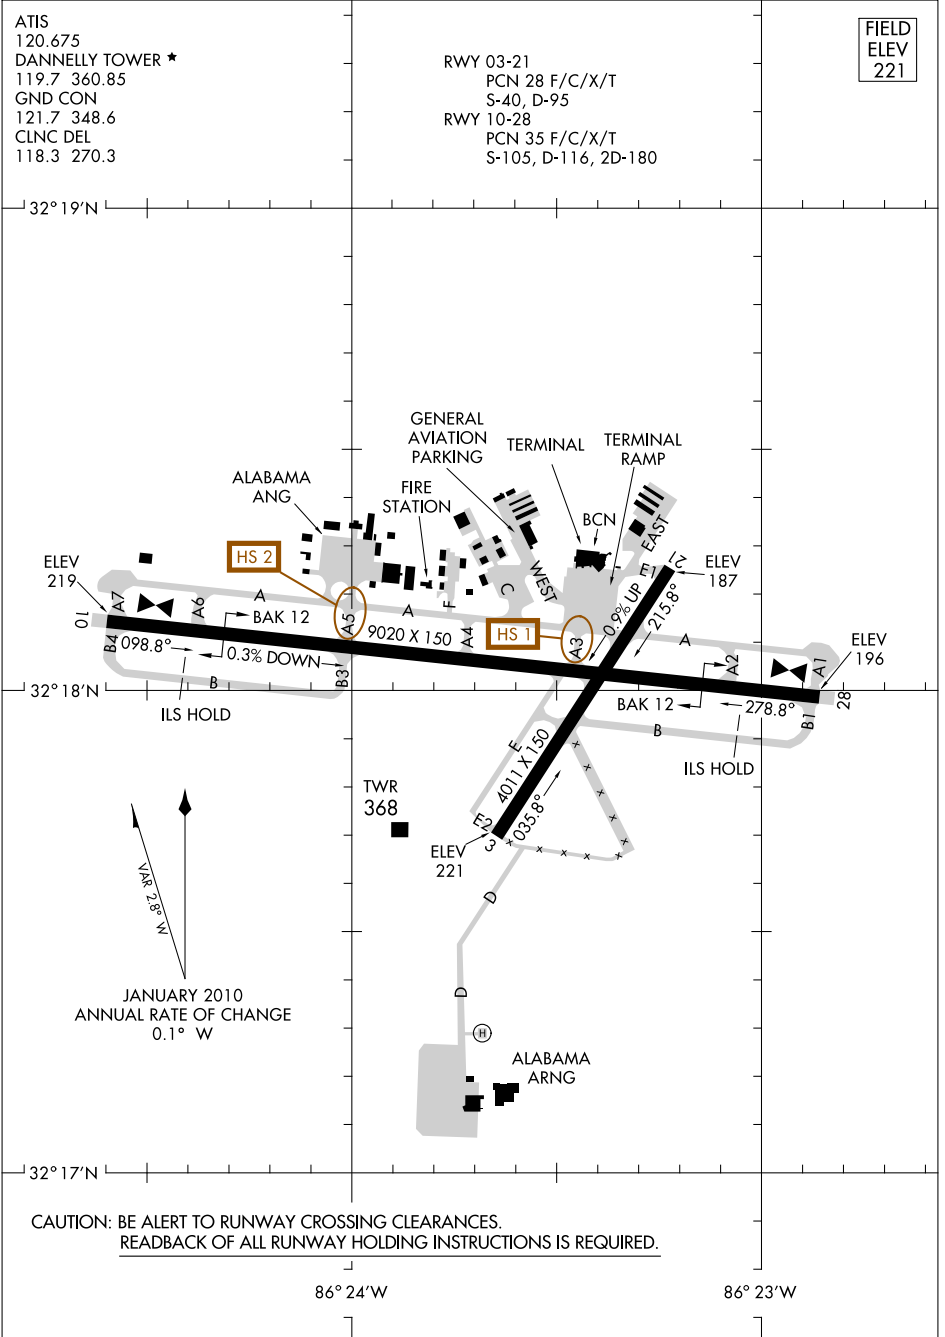 ATIS
120.675
DANNELLY TOWER ★
119.7 360.85
GND CON
121.7 348.6
CLNC DEL
118.3 270.3
RWY 03-21
PCN 28 F/C/X/T
S-40, D-95
RWY 10-28
PCN 35 F/C/X/T
S-105, D-116, 2D-180
FIELD
ELEV
221
32°19'N
GENERAL
AVIATION
PARKING
TERMINAL
TERMINAL
RAMP
ALABAMA
ANG
FIRE
STATION
BCN
EAST
HS 2
ELEV
219
WEST
C
F
E1
21
ELEV
187
10
A7
A6
BAK 12
A5
A
A
A4
HS 1
A3
0.9% UP
215.8°
A
A2
A1
ELEV
196
B4
098.8°
0.3% DOWN
9020 X 150
B3
B
32°18'N
ILS HOLD
BAK 12
278.8°
28
B1
B
ILS HOLD
E
4011 X 150
035.8°
E2
3
TWR
368
ELEV
221
VAR 2.8° W
D
D
JANUARY 2010
ANNUAL RATE OF CHANGE
0.1° W
H
ALABAMA
ARNG
32°17'N
CAUTION: BE ALERT TO RUNWAY CROSSING CLEARANCES.
READBACK OF ALL RUNWAY HOLDING INSTRUCTIONS IS REQUIRED.
86°24'W
86°23'W